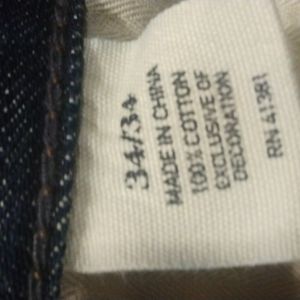 34/34
MADE IN CHINA
100% COTTON
EXCLUSIVE OF
DECORATION
RN 41381